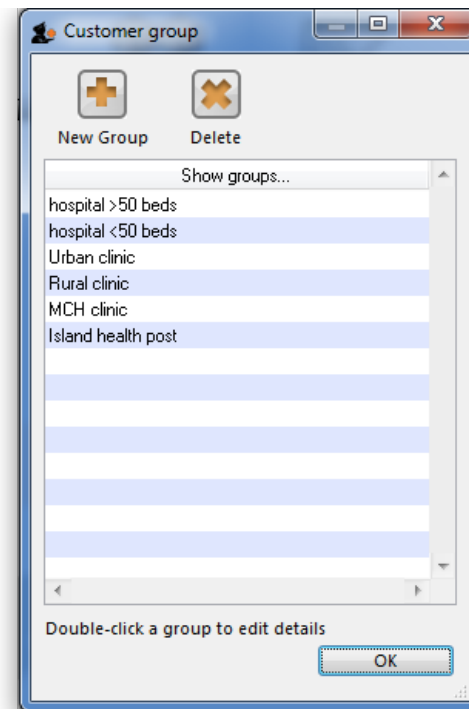 Customer group
New Group Delete
Show groups...
hospital >50 beds
hospital <50 beds
Urban clinic
Rural clinic
MCH clinic
Island health post
Double-click a group to edit details
OK